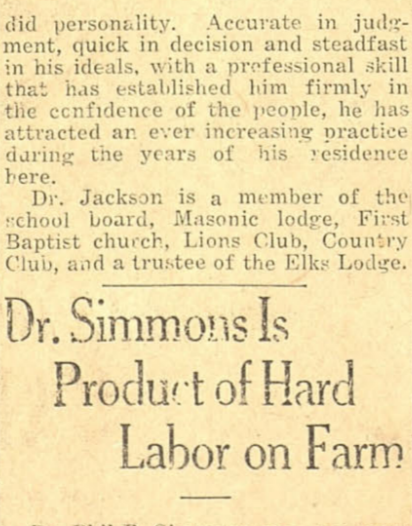 did personality. Accurate in judg-
ment, quick in decision and steadfast
in his ideals, with a professional skill
that has established him firmly in
the confidence of the people, he has
attracted an ever increasing practice
during the years of his residence
here.
Dr. Jackson is a member of the
school board, Masonic lodge, First
Baptist church, Lions Club, Country
Club, and a trustee of the Elks Lodge.
Dr. Simmons Is
Product of Hard
Labor on Farm